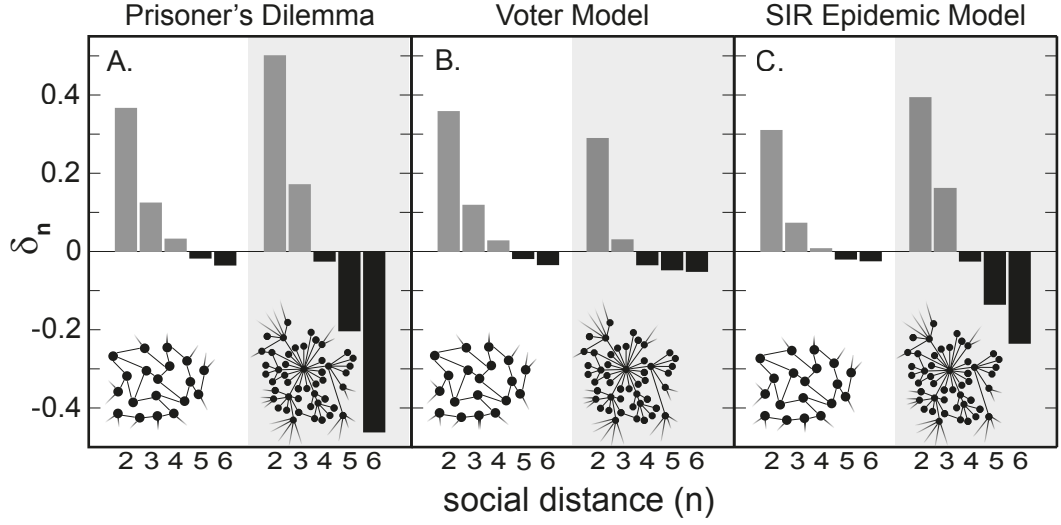 Prisoner's Dilemma Voter Model SIR Epidemic Model
A. B. C.
0.4
0.2
0
-0.2
-0.4
δn
2 3 4 5 6 2 3 4 5 6 2 3 4 5 6 2 3 4 5 6 2 3 4 5 6 2 3 4 5 6
social distance (n)